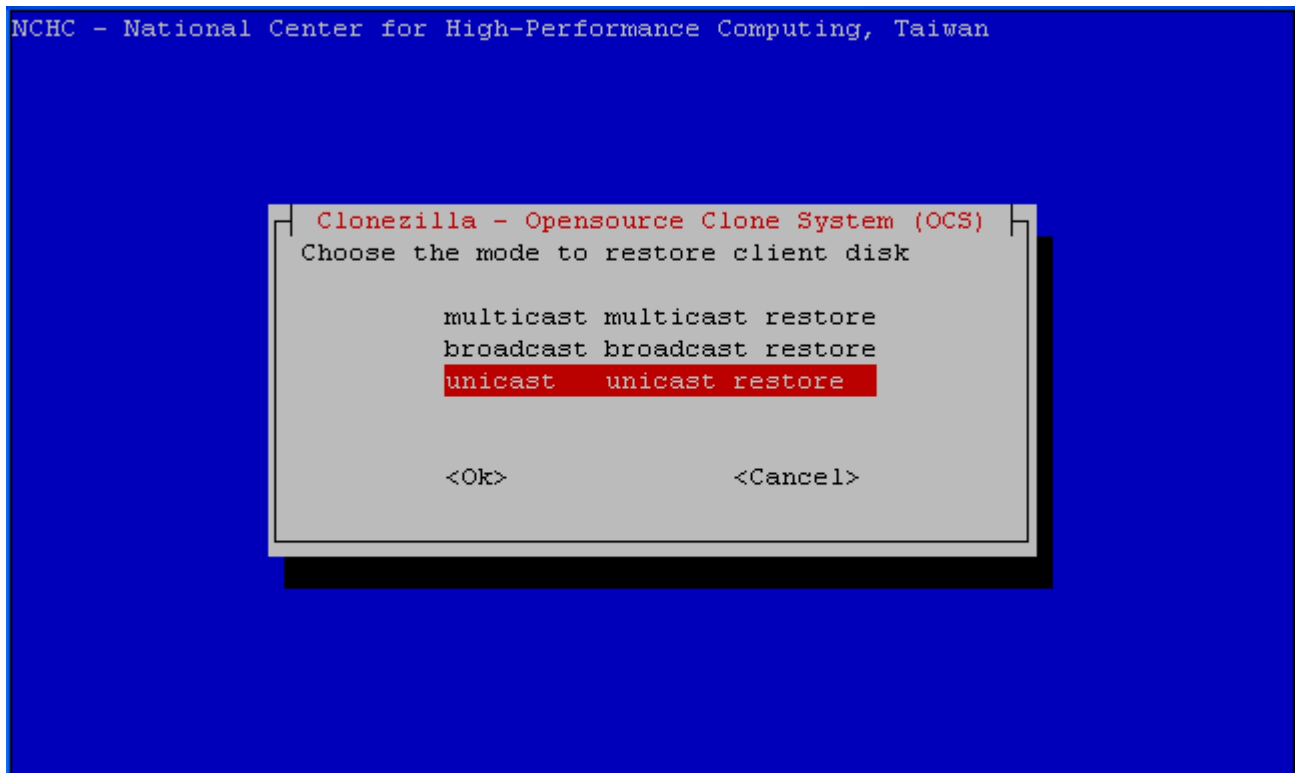 NCHC - National Center for High-Performance Computing, Taiwan
Clonezilla - Opensource Clone System (OCS)
Choose the mode to restore client disk
multicast multicast restore
broadcast broadcast restore
unicast unicast restore
<Ok> <Cancel>